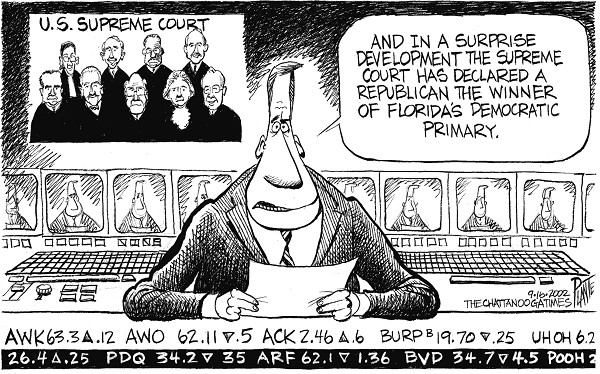 U.S. SUPREME COURT
AND IN A SURPRISE
DEVELOPMENT THE SUPREME
COURT HAS DECLARED A
REPUBLICAN THE WINNER
OF FLORIDA'S DEMOCRATIC
PRIMARY.
9·16·2002
THE CHATTANOOGA TIMES
AWK 63.3 ▲ .12 AWO 62.11 ▽ .5 ACK 2.46 ▲ .6 BURP B 19.70 ▽ .25 UH OH 6.2
26.4 ▲ .25 PDQ 34.2 ▽ 35 ARF 62.1 ▽ 1.36 BVD 34.7 ▽ 4.5 POOH 2